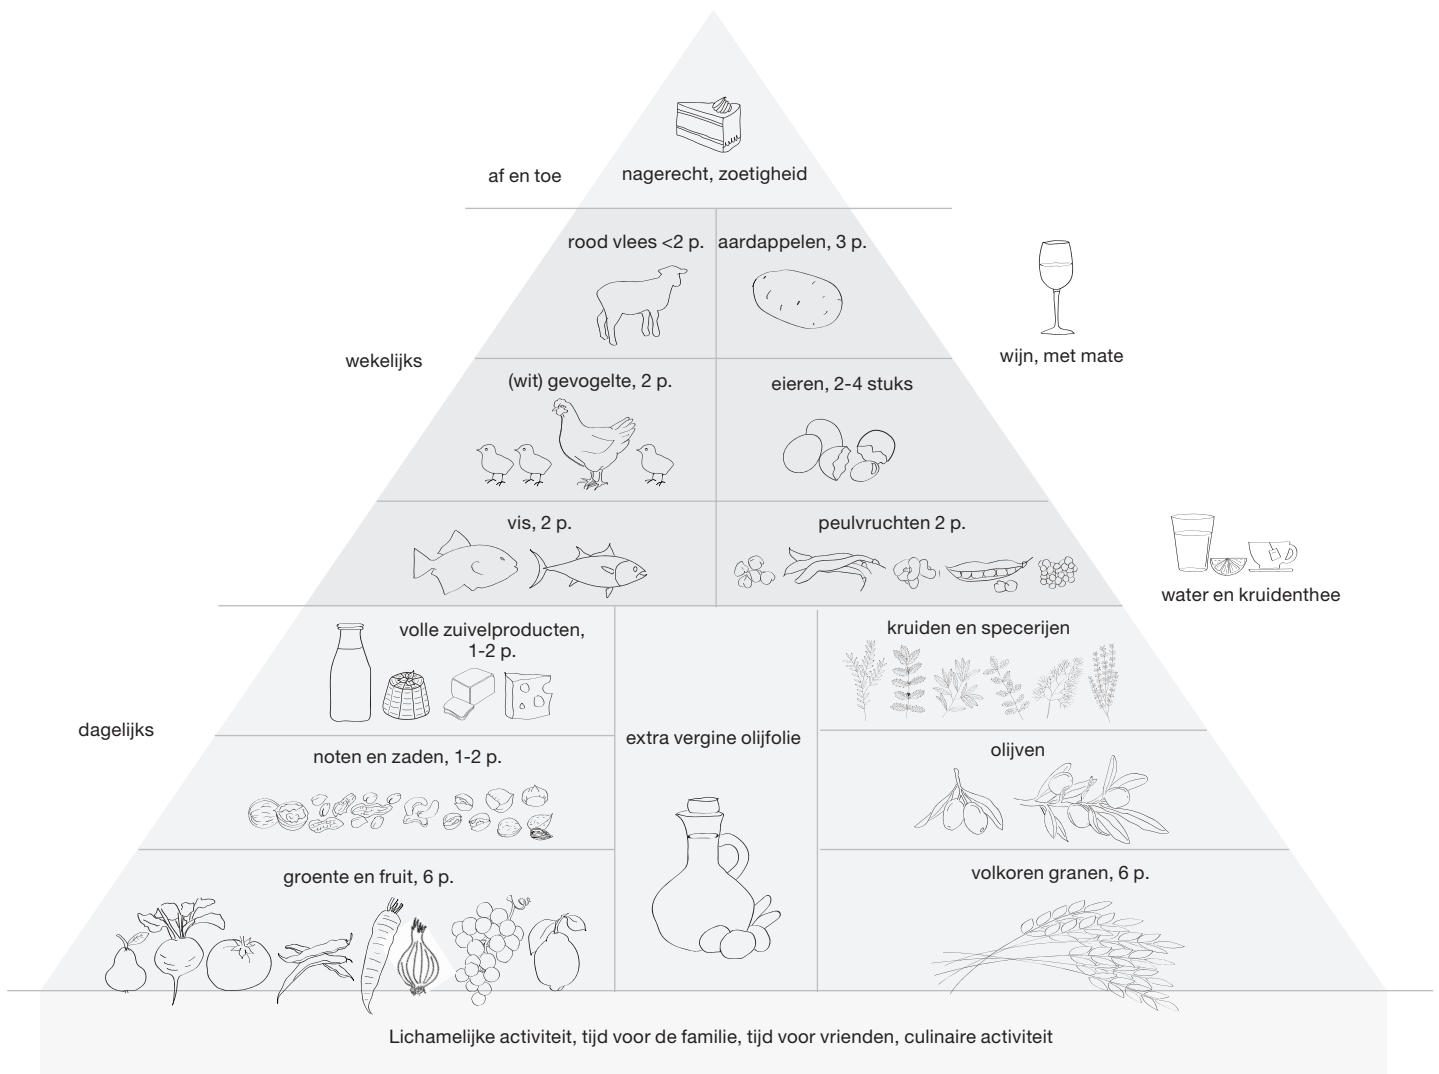 nagerecht, zoetigheid
af en toe
rood vlees <2 p.
aardappelen, 3 p.
wijn, met mate
wekelijks
(wit) gevogelte, 2 p.
eieren, 2-4 stuks
vis, 2 p.
peulvruchten 2 p.
water en kruidenthee
volle zuivelproducten,
1-2 p.
kruiden en specerijen
dagelijks
extra vergine olijfolie
noten en zaden, 1-2 p.
olijven
groente en fruit, 6 p.
volkoren granen, 6 p.
Lichamelijke activiteit, tijd voor de familie, tijd voor vrienden, culinaire activiteit